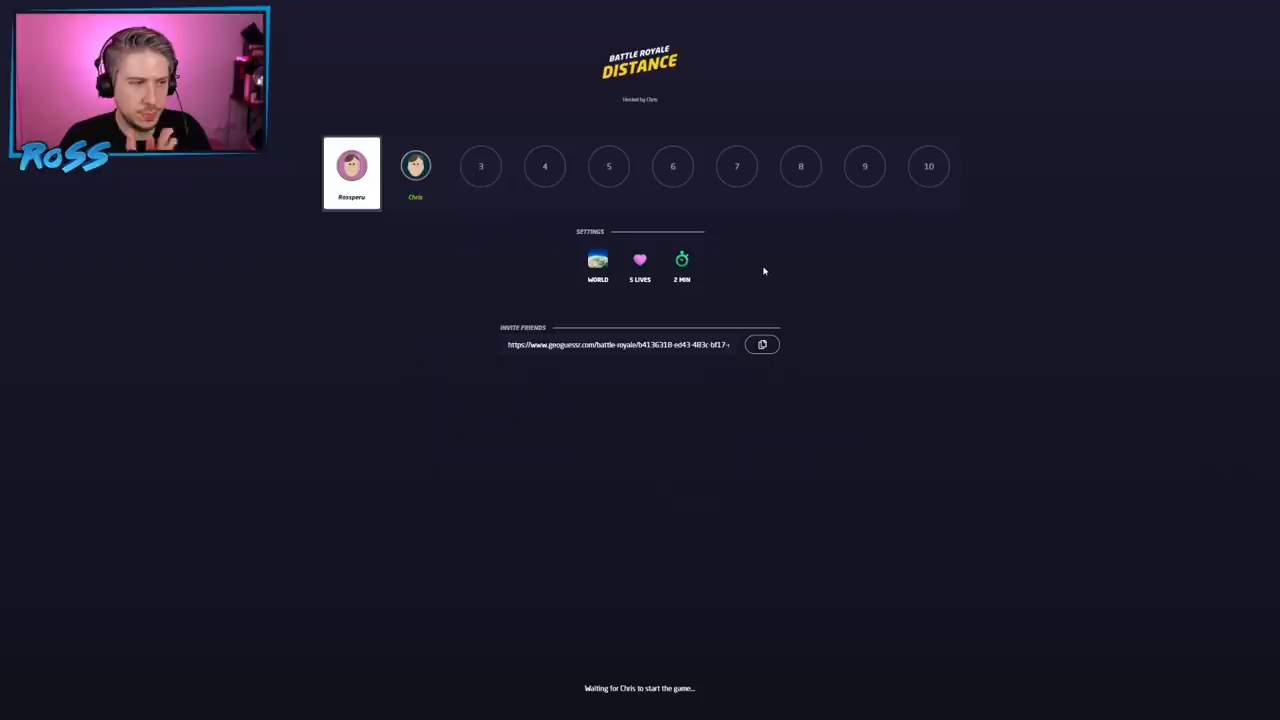 BATTLE ROYALE
DISTANCE
Hosted by Chris
RoSS
Rossperu
Chris
3
4
5
6
7
8
9
10
SETTINGS
WORLD
5 LIVES
2 MIN
INVITE FRIENDS
https://www.geoguessr.com/battle-royale/b4136318-ed43-483c-bf17-
Waiting for Chris to start the game...